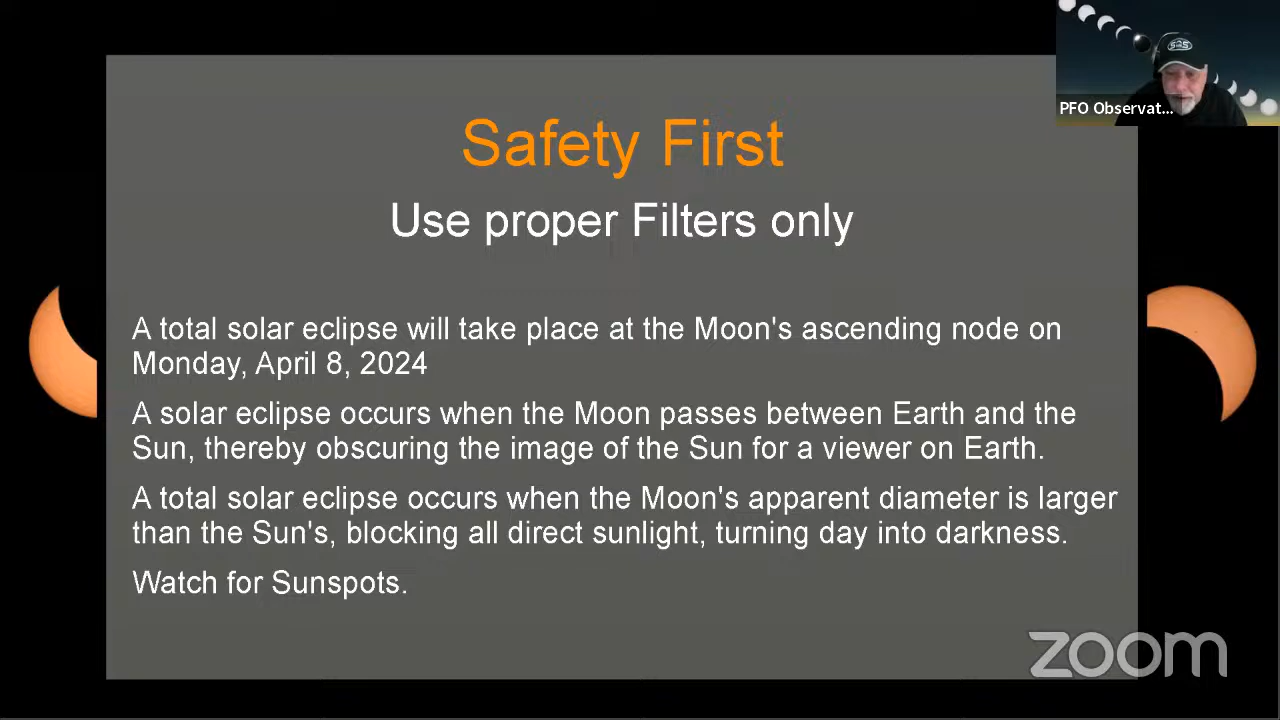 Safety First
Use proper Filters only
A total solar eclipse will take place at the Moon's ascending node on
Monday, April 8, 2024
A solar eclipse occurs when the Moon passes between Earth and the
Sun, thereby obscuring the image of the Sun for a viewer on Earth.
A total solar eclipse occurs when the Moon's apparent diameter is larger
than the Sun's, blocking all direct sunlight, turning day into darkness.
Watch for Sunspots.
PFO Observat...
zoom